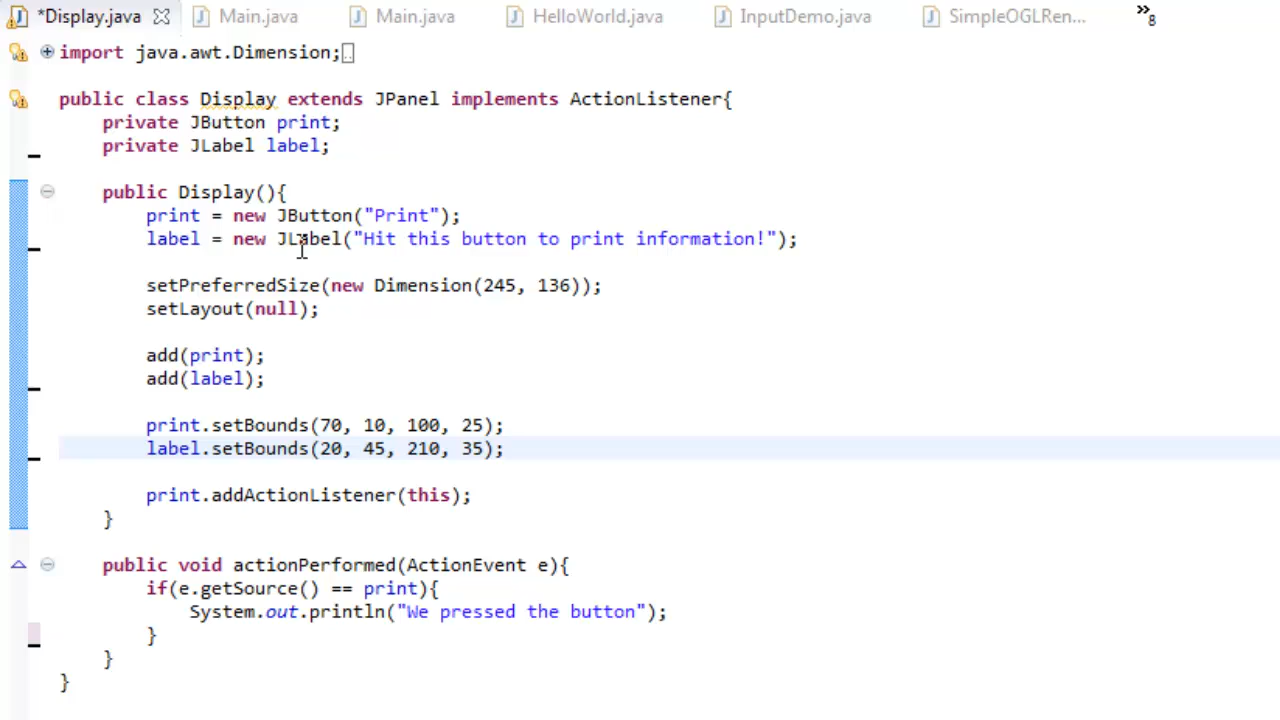 *Display.java Main.java Main.java HelloWorld.java InputDemo.java SimpleOGLRen... »8
import java.awt.Dimension;
public class Display extends JPanel implements ActionListener{
private JButton print;
private JLabel label;
public Display(){
print = new JButton("Print");
label = new JLabel("Hit this button to print information!");
setPreferredSize(new Dimension(245, 136));
setLayout(null);
add(print);
add(label);
print.setBounds(70, 10, 100, 25);
label.setBounds(20, 45, 210, 35);
print.addActionListener(this);
}
public void actionPerformed(ActionEvent e){
if(e.getSource() == print){
System.out.println("We pressed the button");
}
}
}